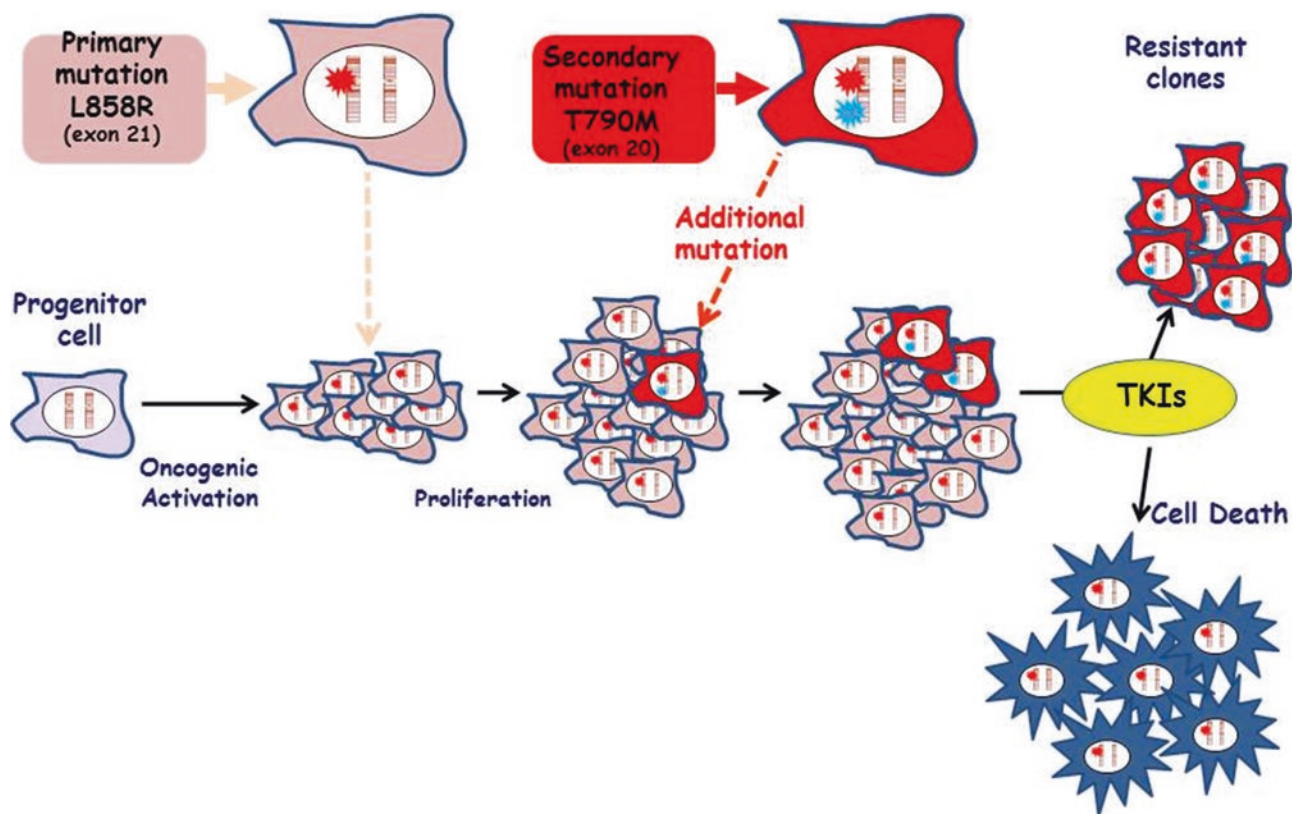 Primary
mutation
L858R
(exon 21)
Secondary
mutation
T790M
(exon 20)
Resistant
clones
Additional
mutation
Progenitor
cell
Oncogenic
Activation
Proliferation
TKIs
Cell Death